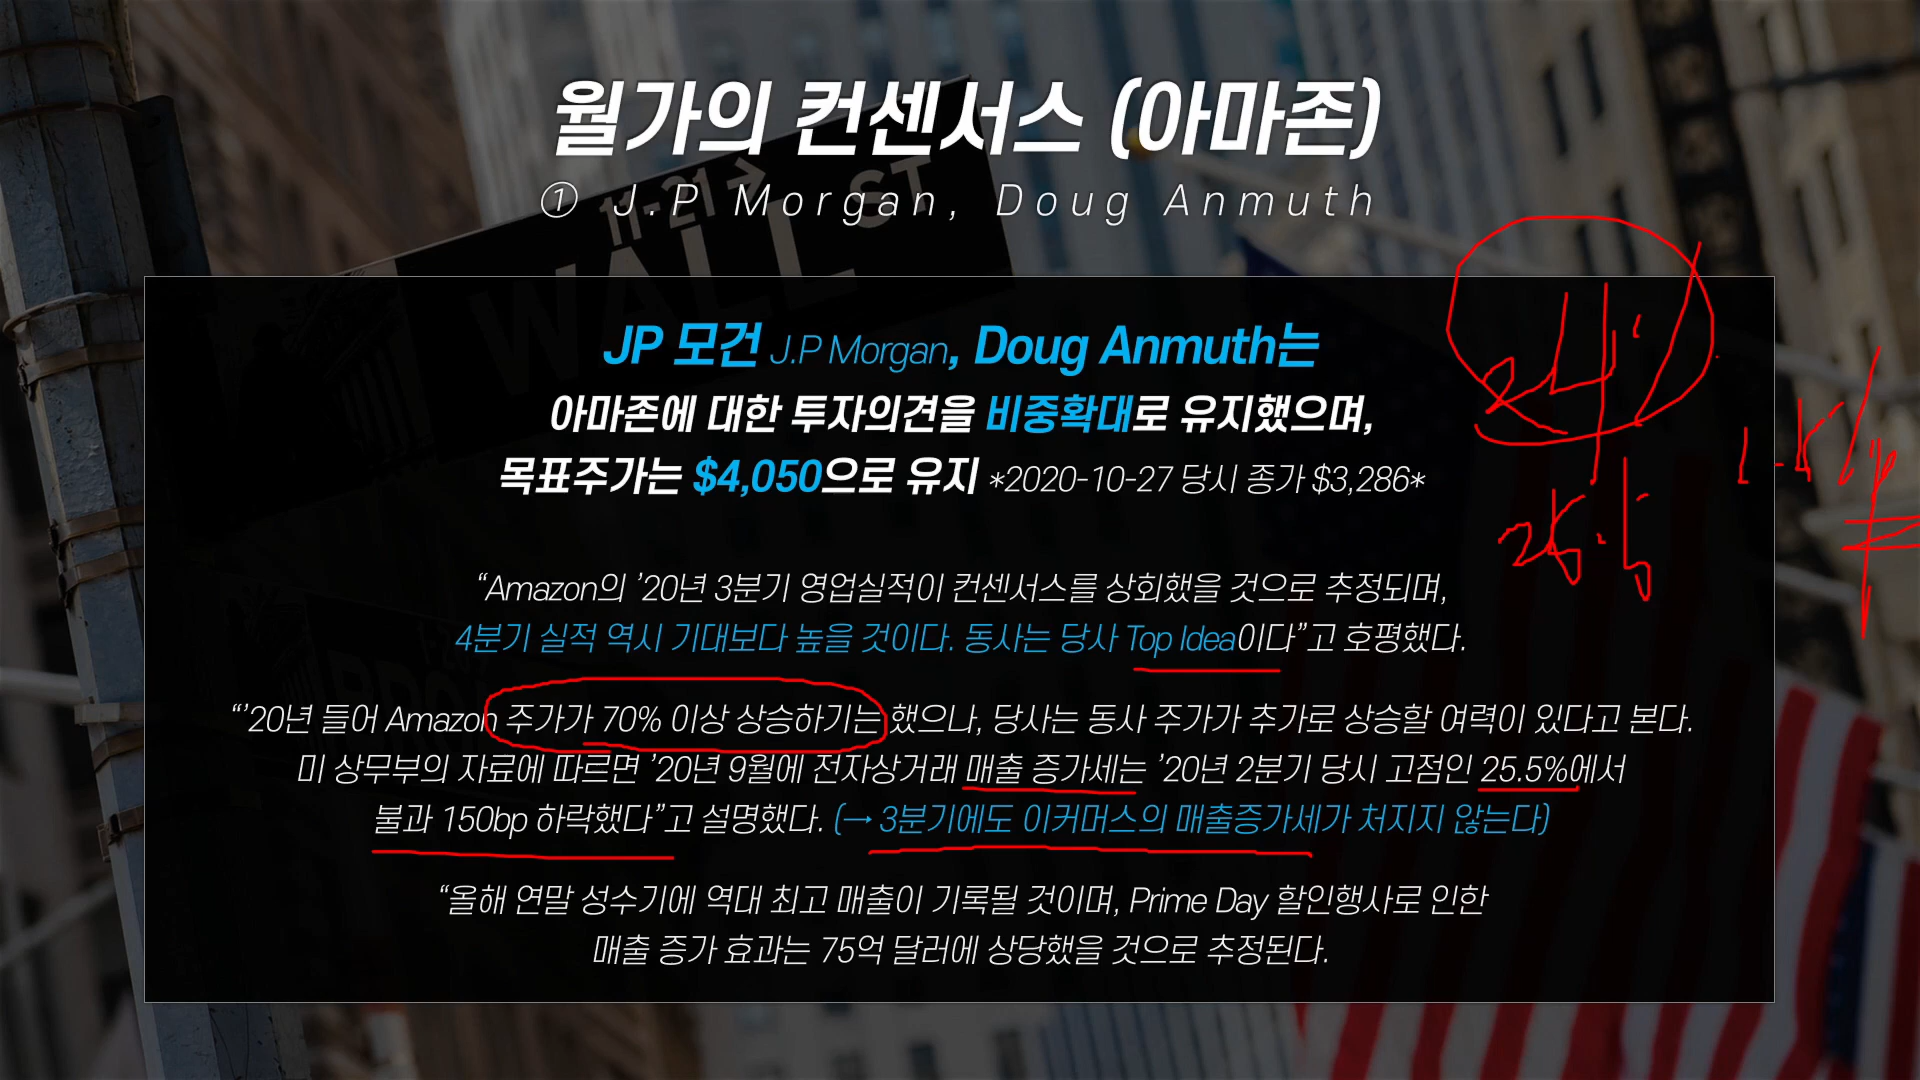 월가의 컨센서스 (아마존)
① J.P Morgan, Doug Anmuth
11-21→
WALL ST
JP 모건 J.P Morgan, Doug Anmuth는
아마존에 대한 투자의견을 비중확대로 유지했으며,
목표주가는 $4,050으로 유지 *2020-10-27 당시 종가 $3,286*
24%
1.5%p
25.5
“Amazon의 ’20년 3분기 영업실적이 컨센서스를 상회했을 것으로 추정되며,
4분기 실적 역시 기대보다 높을 것이다. 동사는 당사 Top Idea이다”고 호평했다.
“’20년 들어 Amazon 주가가 70% 이상 상승하기는 했으나, 당사는 동사 주가가 추가로 상승할 여력이 있다고 본다.
미 상무부의 자료에 따르면 ’20년 9월에 전자상거래 매출 증가세는 ’20년 2분기 당시 고점인 25.5%에서
불과 150bp 하락했다”고 설명했다. (→ 3분기에도 이커머스의 매출증가세가 처지지 않는다)
“올해 연말 성수기에 역대 최고 매출이 기록될 것이며, Prime Day 할인행사로 인한
매출 증가 효과는 75억 달러에 상당했을 것으로 추정된다.